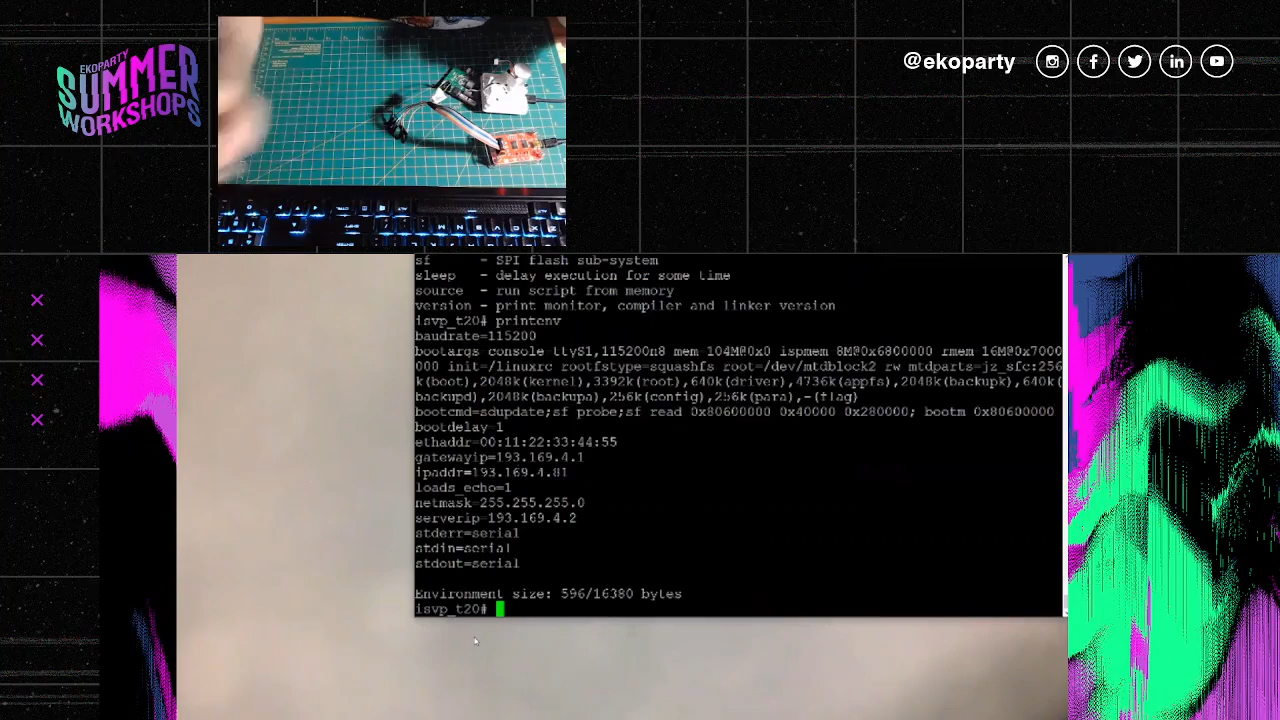 EKOPARTY
SUMMER
WORKSHOPS
@ekoparty
sf - SPI flash sub-system
sleep - delay execution for some time
source - run script from memory
version - print monitor, compiler and linker version
isvp_t20# printenv
baudrate=115200
bootargs console ttyS1,115200n8 mem 104M@0x0 ispmem 8M@0x6800000 rmem 16M@0x7000
000 init=/linuxrc rootfstype=squashfs root=/dev/mtdblock2 rw mtdparts=jz_sfc:256
k(boot),2048k(kernel),3392k(root),640k(driver),4736k(appfs),2048k(backupk),640k(
backupd),2048k(backupa),256k(config),256k(para),-(flag)
bootcmd=sdupdate;sf probe;sf read 0x80600000 0x40000 0x280000; bootm 0x80600000
bootdelay=1
ethaddr=00:11:22:33:44:55
gatewayip=193.169.4.1
ipaddr=193.169.4.81
loads_echo=1
netmask=255.255.255.0
serverip=193.169.4.2
stderr=serial
stdin=serial
stdout=serial
Environment size: 596/16380 bytes
isvp_t20#